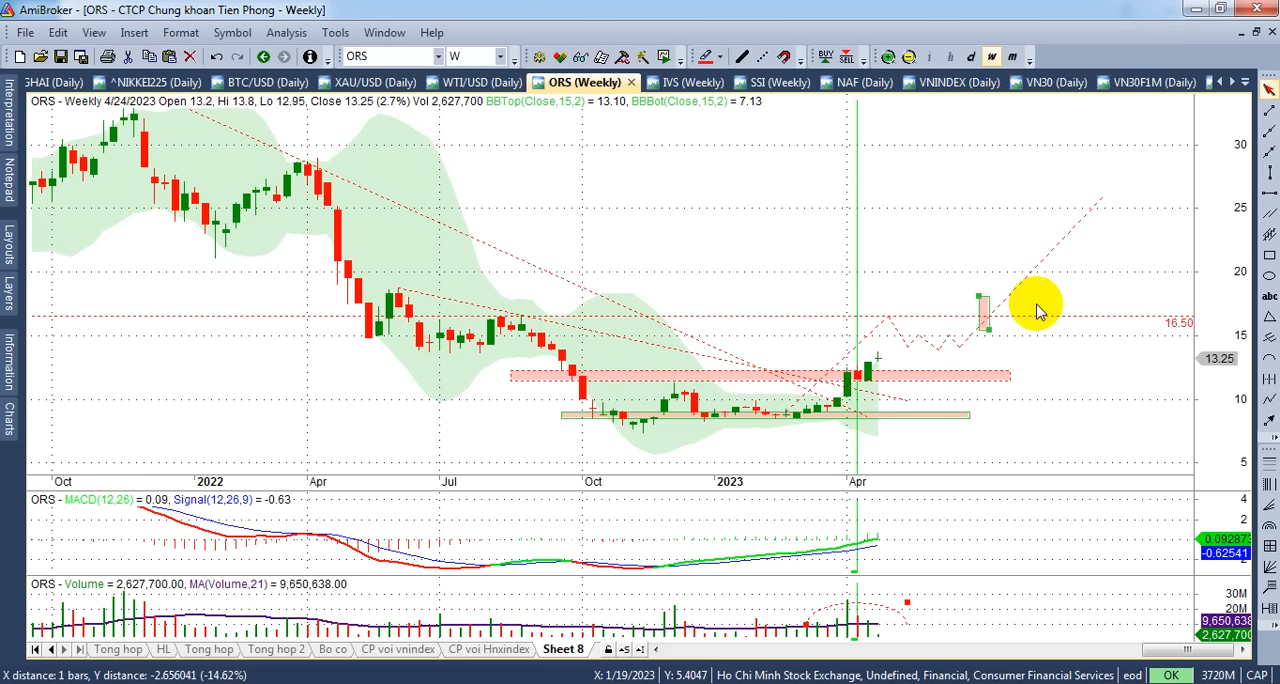 AmiBroker - [ORS - CTCP Chung khoan Tien Phong - Weekly]
File Edit View Insert Format Symbol Analysis Tools Window Help
ORS W BUY SELL i h d w m
GHAI (Daily) ^NIKKEI225 (Daily) BTC/USD (Daily) XAU/USD (Daily) WTI/USD (Daily) ORS (Weekly) IVS (Weekly) SSI (Weekly) NAF (Daily) VNINDEX (Daily) VN30 (Daily) VN30F1M (Daily)
ORS - Weekly 4/24/2023 Open 13.2, Hi 13.8, Lo 12.95, Close 13.25 (2.7%) Vol 2,627,700 BBTop(Close,15,2) = 13.10, BBBot(Close,15,2) = 7.13
Interpretation
Notepad
Layouts
Layers
Information
Charts
abc
30
25
20
16.50
15
13.25
10
5
Oct 2022 Apr Jul Oct 2023 Apr
ORS - MACD(12,26) = 0.09, Signal(12,26,9) = -0.63
4
2
0.092873
-0.62541
ORS - Volume = 2,627,700.00, MA(Volume,21) = 9,650,638.00
30M
20M
9,650,638
2,627,700
Tong hop HL Tong hop Tong hop 2 Bo co CP voi vnindex CP voi Hnxindex Sheet 8
X distance: 1 bars, Y distance: -2.656041 (-14.62%) X: 1/19/2023 Y: 5.4047 Ho Chi Minh Stock Exchange, Undefined, Financial, Consumer Financial Services eod OK 3720M CAP